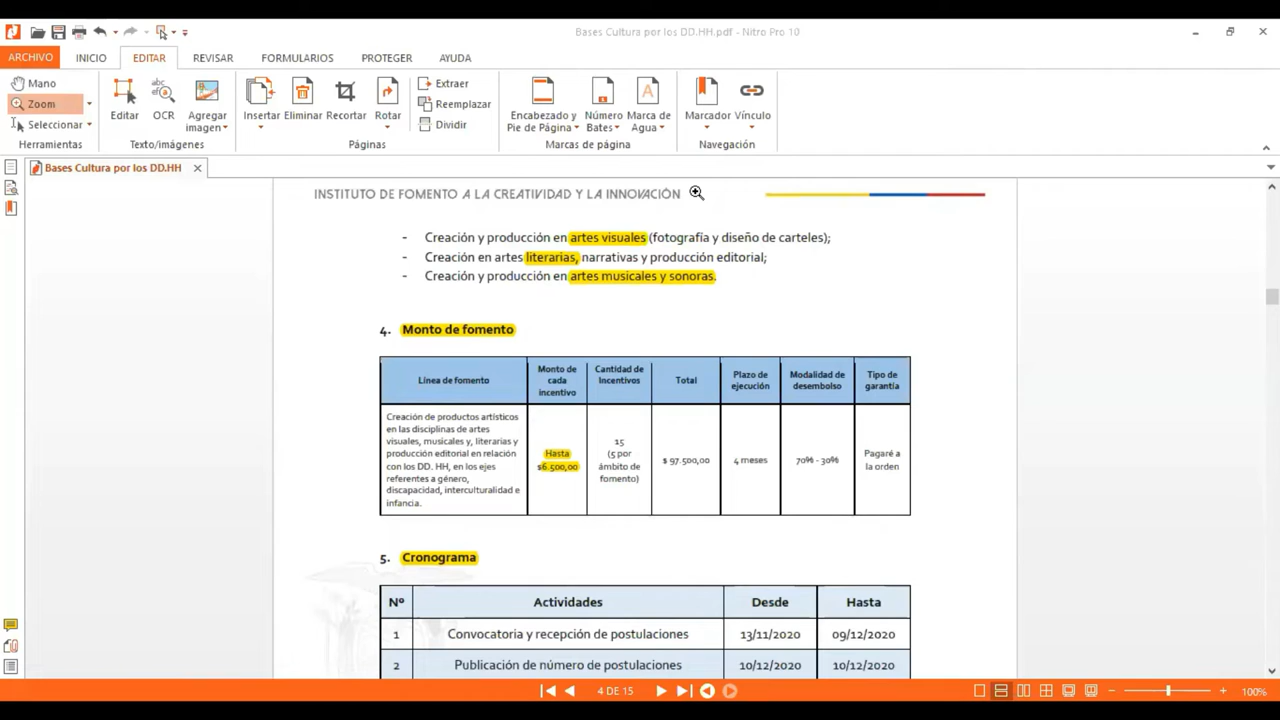 Bases Cultura por los DD.HH.pdf - Nitro Pro 10
ARCHIVO INICIO EDITAR REVISAR FORMULARIOS PROTEGER AYUDA
Mano
Zoom
Seleccionar
Herramientas
Editar
OCR
Agregar imagen
Texto/imágenes
Insertar
Eliminar
Recortar
Rotar
Extraer
Reemplazar
Dividir
Páginas
Encabezado y Pie de Página
Número Bates
Marca de Agua
Marcas de página
Marcador
Vínculo
Navegación
Bases Cultura por los DD.HH
INSTITUTO DE FOMENTO A LA CREATIVIDAD Y LA INNOVACIÓN
- Creación y producción en artes visuales (fotografía y diseño de carteles);
- Creación en artes literarias, narrativas y producción editorial;
- Creación y producción en artes musicales y sonoras.
4. Monto de fomento
Línea de fomento
Monto de cada incentivo
Cantidad de Incentivos
Total
Plazo de ejecución
Modalidad de desembolso
Tipo de garantía
Creación de productos artísticos
en las disciplinas de artes
visuales, musicales y, literarias y
producción editorial en relación
con los DD. HH, en los ejes
referentes a género,
discapacidad, interculturalidad e
infancia.
Hasta
$6.500,00
15
(5 por
ámbito de
fomento)
$ 97.500,00
4 meses
70% - 30%
Pagaré a
la orden
5. Cronograma
Nº Actividades Desde Hasta
1 Convocatoria y recepción de postulaciones 13/11/2020 09/12/2020
2 Publicación de número de postulaciones 10/12/2020 10/12/2020
4 DE 15
100%